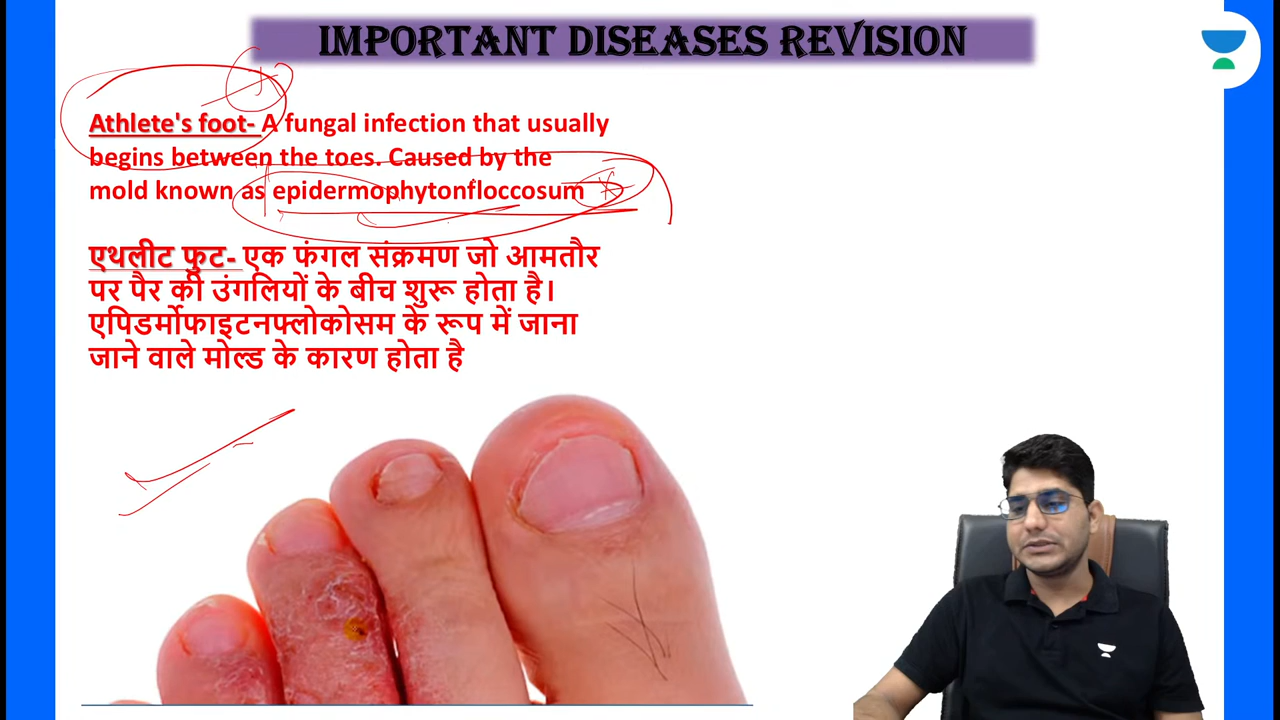 IMPORTANT DISEASES REVISION
Athlete's foot- A fungal infection that usually
begins between the toes. Caused by the
mold known as epidermophytonfloccosum
एथलीट फुट- एक फंगल संक्रमण जो आमतौर
पर पैर की उंगलियों के बीच शुरू होता है।
एपिडर्मोफाइटनफ्लोकोसम के रूप में जाना
जाने वाले मोल्ड के कारण होता है